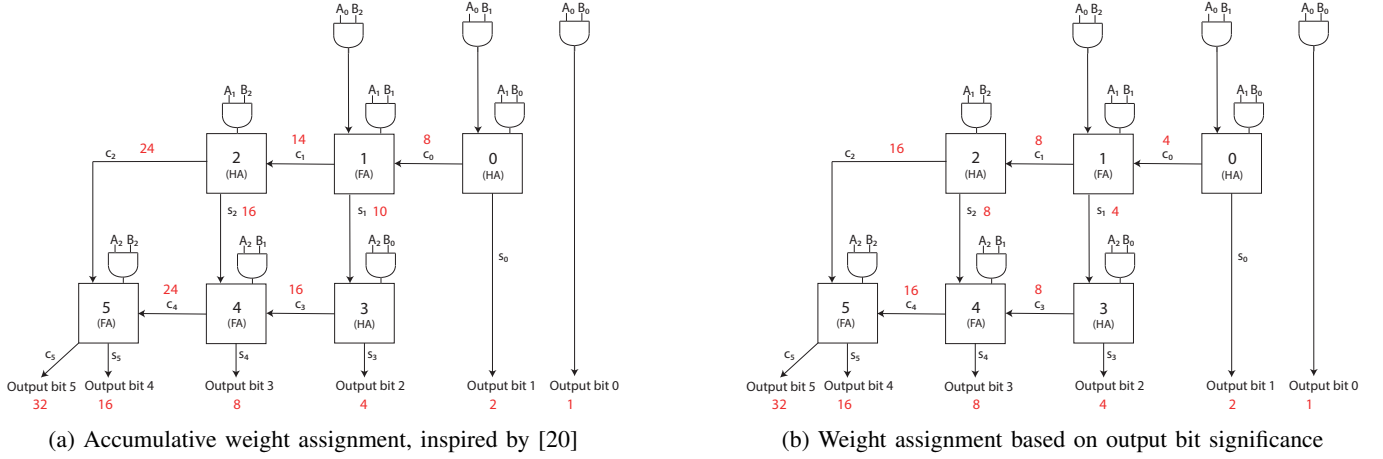 A₀ B₂ A₀ B₁ A₀ B₀
A₁ B₂ A₁ B₁ A₁ B₀
24 14 8
c₂ c₁ c₀
2 1 0
(HA) (FA) (HA)
s₂ 16 s₁ 10
s₀
A₂ B₂ A₂ B₁ A₂ B₀
24 16
c₄ c₃
5 4 3
(FA) (FA) (HA)
c₅ s₅ s₄ s₃
Output bit 5 Output bit 4 Output bit 3 Output bit 2 Output bit 1 Output bit 0
32 16 8 4 2 1
(a) Accumulative weight assignment, inspired by [20]
A₀ B₂ A₀ B₁ A₀ B₀
A₁ B₂ A₁ B₁ A₁ B₀
16 8 4
c₂ c₁ c₀
2 1 0
(HA) (FA) (HA)
s₂ 8 s₁ 4
s₀
A₂ B₂ A₂ B₁ A₂ B₀
16 8
c₄ c₃
5 4 3
(FA) (FA) (HA)
c₅ s₅ s₄ s₃
Output bit 5 Output bit 4 Output bit 3 Output bit 2 Output bit 1 Output bit 0
32 16 8 4 2 1
(b) Weight assignment based on output bit significance